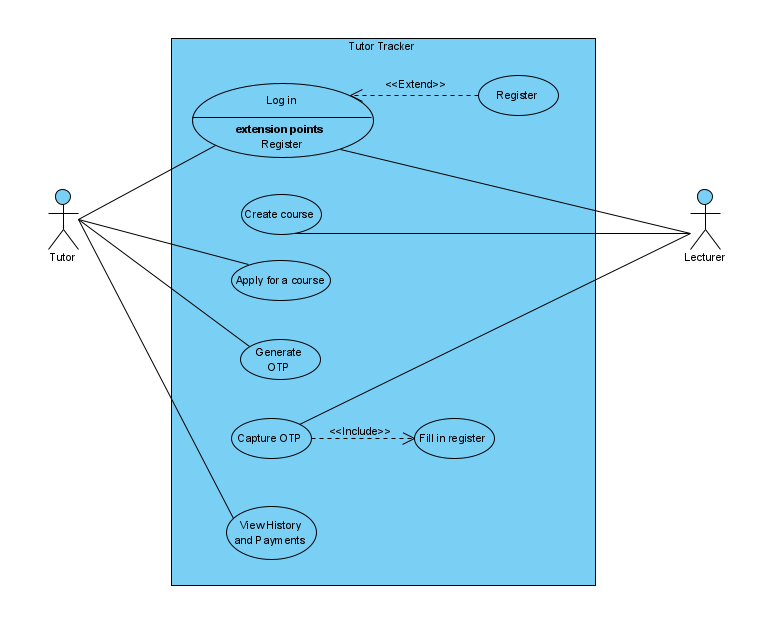 Tutor Tracker
<<Extend>>
Register
Log in
extension points
Register
Create course
Tutor
Lecturer
Apply for a course
Generate
OTP
Capture OTP
<<Include>>
Fill in register
View History
and Payments